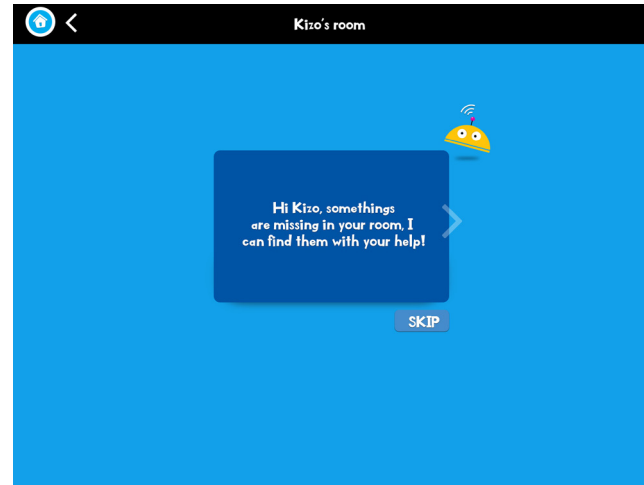 Kizo's room
Hi Kizo, somethings
are missing in your room, I
can find them with your help!
SKIP